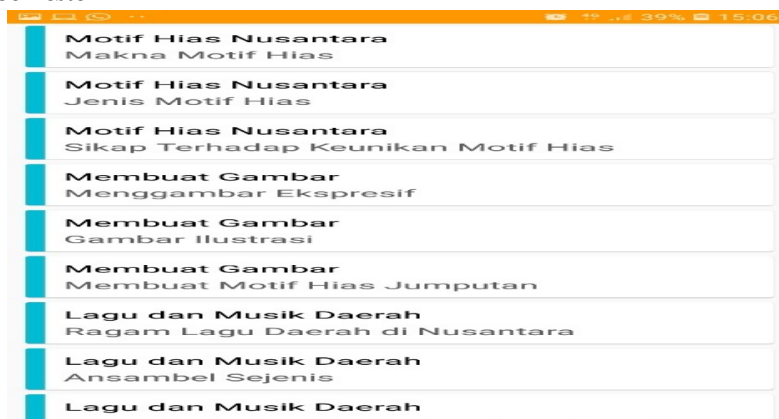 39% 15:06
Motif Hias Nusantara
Makna Motif Hias
Motif Hias Nusantara
Jenis Motif Hias
Motif Hias Nusantara
Sikap Terhadap Keunikan Motif Hias
Membuat Gambar
Menggambar Ekspresif
Membuat Gambar
Gambar Ilustrasi
Membuat Gambar
Membuat Motif Hias Jumputan
Lagu dan Musik Daerah
Ragam Lagu Daerah di Nusantara
Lagu dan Musik Daerah
Ansambel Sejenis
Lagu dan Musik Daerah